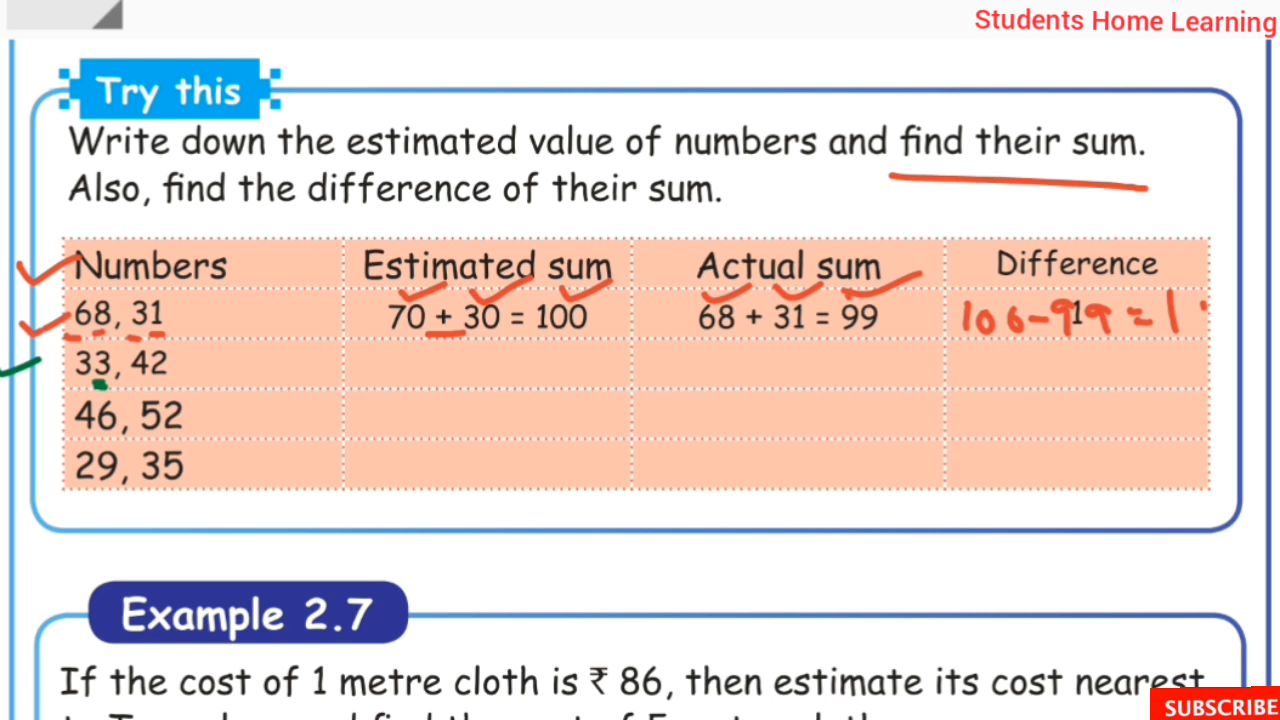 Students Home Learning
Try this
Write down the estimated value of numbers and find their sum.
Also, find the difference of their sum.
Numbers Estimated sum Actual sum Difference
68, 31 70 + 30 = 100 68 + 31 = 99 1 100-99=1
33, 42
46, 52
29, 35
Example 2.7
If the cost of 1 metre cloth is ₹ 86, then estimate its cost nearest
SUBSCRIBE